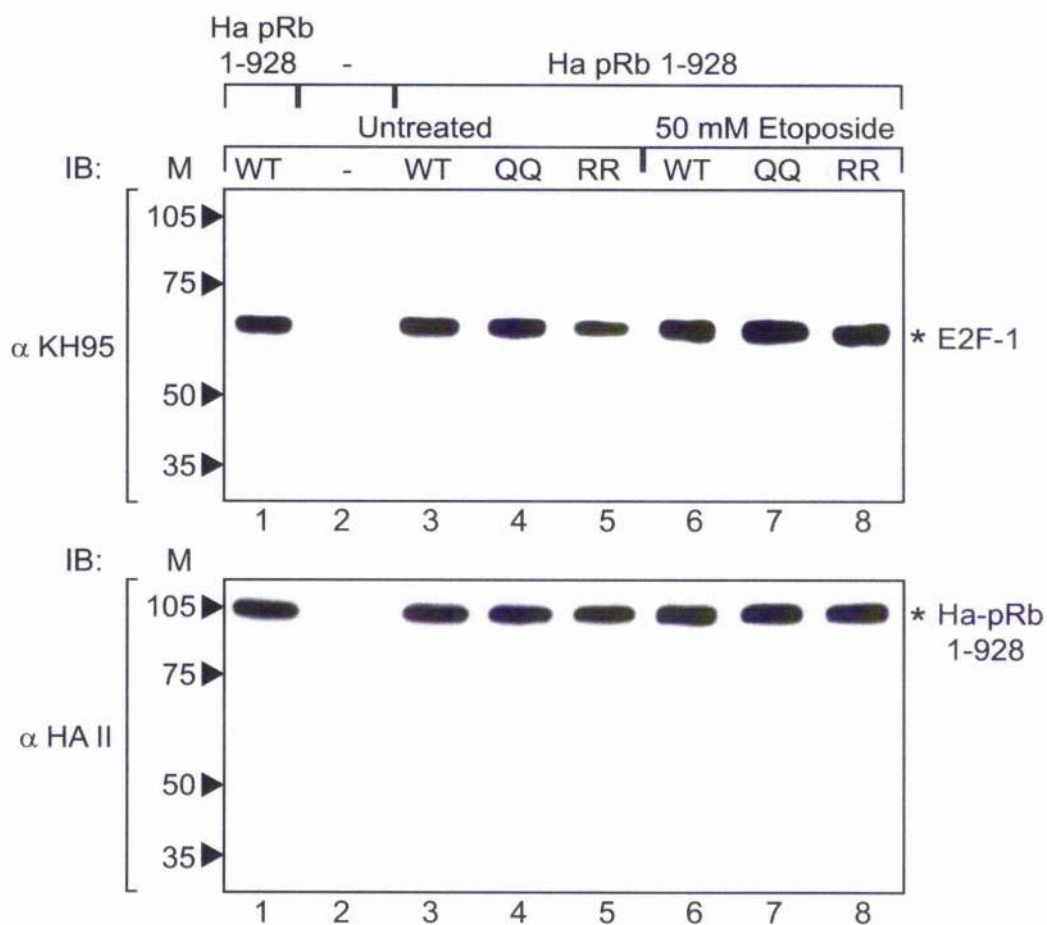 Ha pRb
1-928 - Ha pRb 1-928
Untreated 50 mM Etoposide
IB: M WT - WT QQ RR WT QQ RR
105
75
α KH95 * E2F-1
50
35
1 2 3 4 5 6 7 8
IB: M
105 * Ha-pRb
1-928
75
α HA II
50
35
1 2 3 4 5 6 7 8